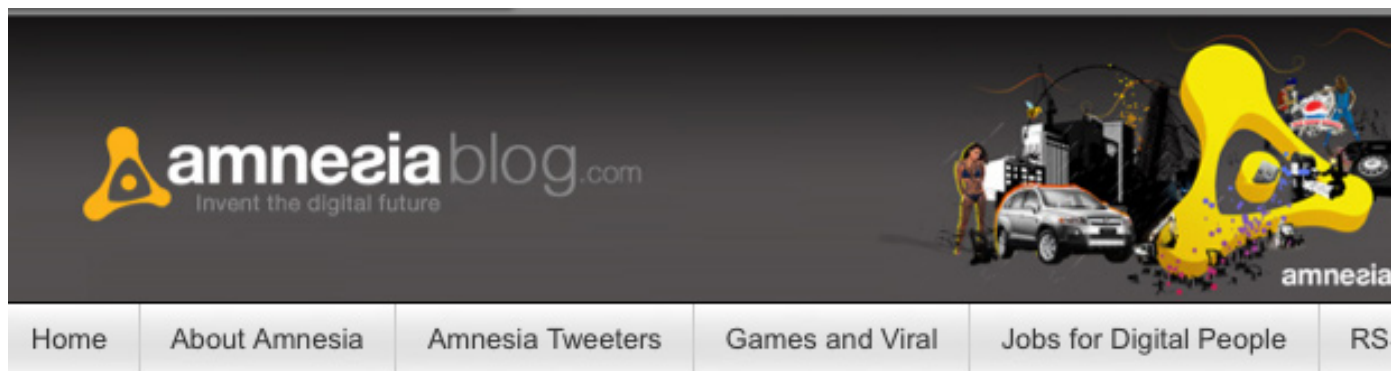 amnesiablog.com
Invent the digital future
amnesia
Home
About Amnesia
Amnesia Tweeters
Games and Viral
Jobs for Digital People
RS